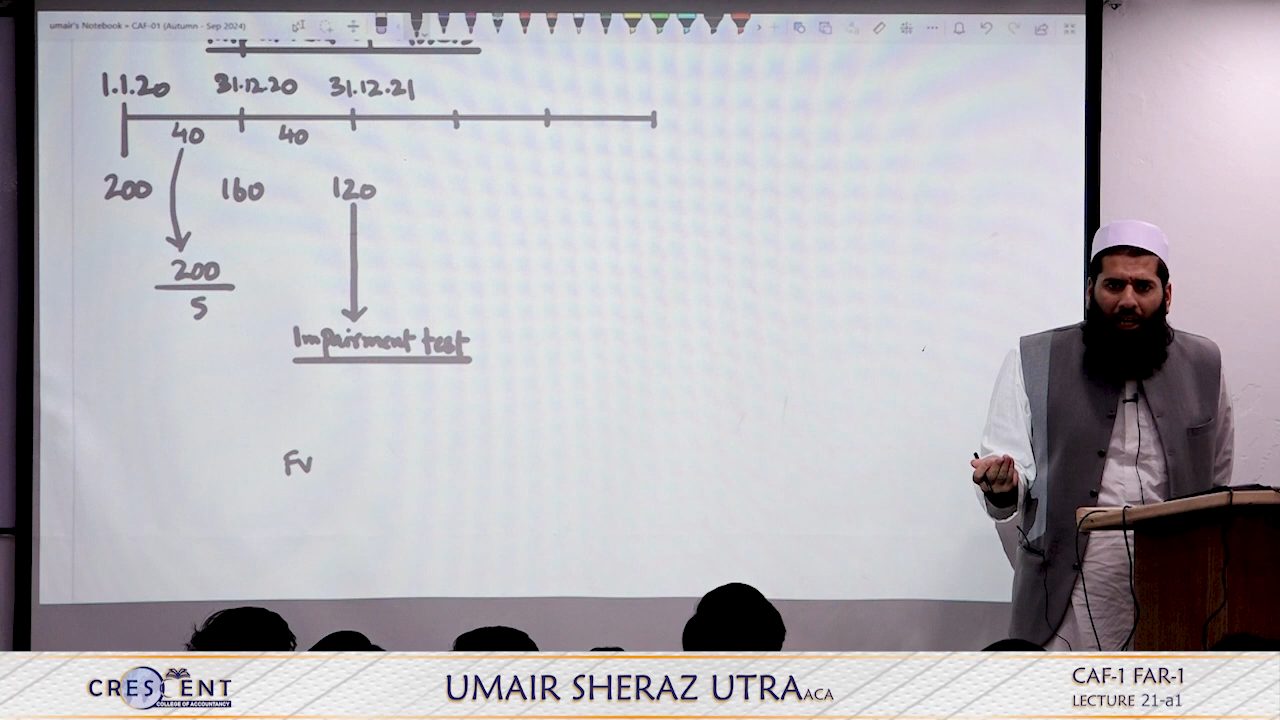 umair's Notebook » CAF-01 (Autumn - Sep 2024)
1.1.20 31.12.20 31.12.21
40 40
200 160 120
200
5
Impairment test
FV
CRESCENT
COLLEGE OF ACCOUNTANCY
UMAIR SHERAZ UTRA ACA
CAF-1 FAR-1
LECTURE 21-a1